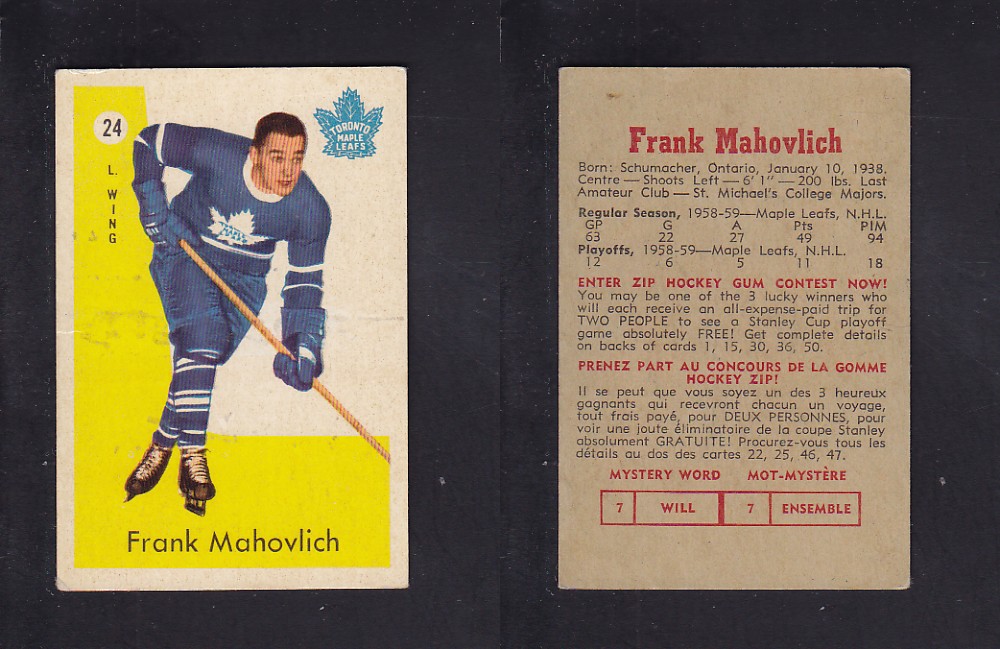 24
L. WING
TORONTO
MAPLE
LEAFS
MAPLE
Frank Mahovlich
Frank Mahovlich
Born: Schumacher, Ontario, January 10, 1938.
Centre — Shoots Left — 6' 1" — 200 lbs. Last
Amateur Club — St. Michael's College Majors.
Regular Season, 1958-59—Maple Leafs, N.H.L.
GP G A Pts PIM
63 22 27 49 94
Playoffs, 1958-59—Maple Leafs, N.H.L.
12 6 5 11 18
ENTER ZIP HOCKEY GUM CONTEST NOW!
You may be one of the 3 lucky winners who
will each receive an all-expense-paid trip for
TWO PEOPLE to see a Stanley Cup playoff
game absolutely FREE! Get complete details
on backs of cards 1, 15, 30, 36, 50.
PRENEZ PART AU CONCOURS DE LA GOMME
HOCKEY ZIP!
Il se peut que vous soyez un des 3 heureux
gagnants qui recevront chacun un voyage,
tout frais payé, pour DEUX PERSONNES, pour
voir une joute éliminatoire de la coupe Stanley
absolument GRATUITE! Procurez-vous tous les
détails au dos des cartes 22, 25, 46, 47.
MYSTERY WORD MOT-MYSTÈRE
7 WILL 7 ENSEMBLE